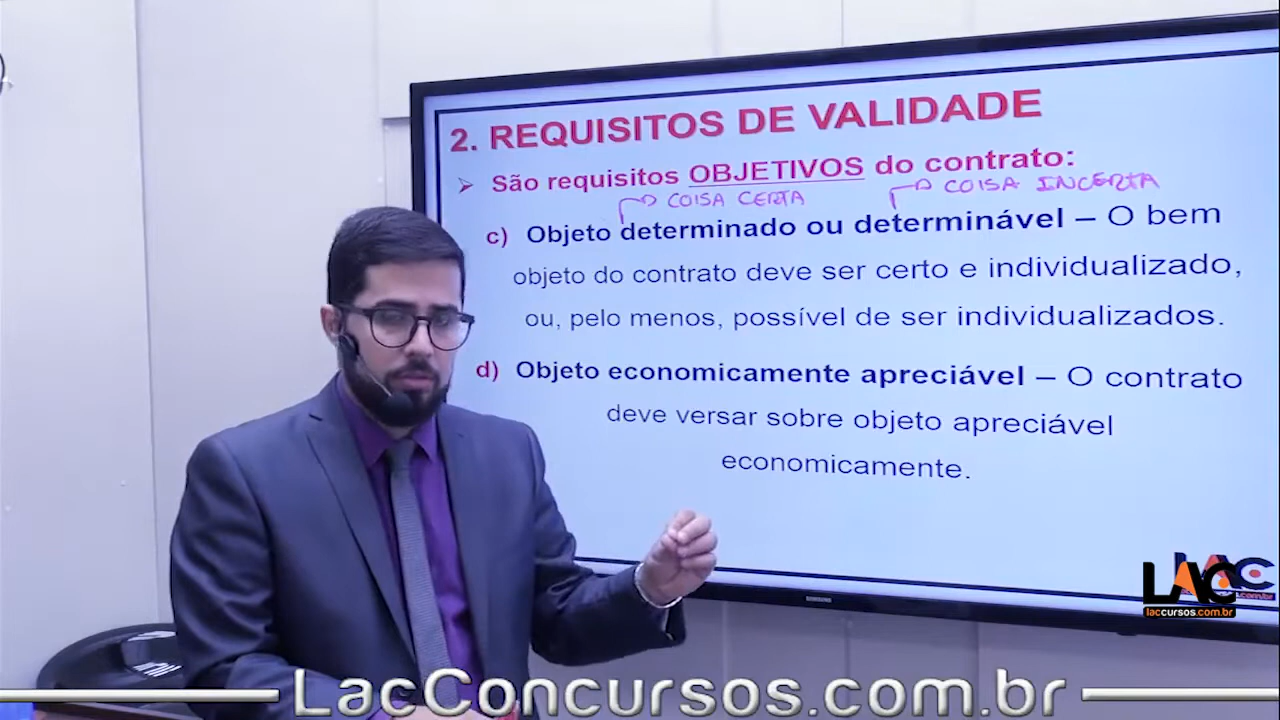 2. REQUISITOS DE VALIDADE
➢ São requisitos OBJETIVOS do contrato:
COISA CERTA
COISA INCERTA
c) Objeto determinado ou determinável – O bem
objeto do contrato deve ser certo e individualizado,
ou, pelo menos, possível de ser individualizados.
d) Objeto economicamente apreciável – O contrato
deve versar sobre objeto apreciável
economicamente.
SAMSUNG
LAC
laccursos.com.br
LacConcursos.com.br